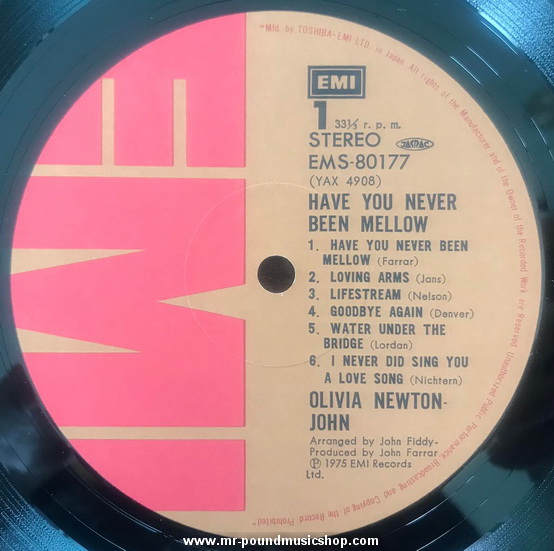 "Mfd. by TOSHIBA-EMI LTD. in Japan. All rights of the Manufacturer and of the Owner of the Recorded Work are Reserved. Unauthorized Public Performance, Broadcasting and Copying of the Record Prohibited"
EMI
EMI
1 33⅓ r. p. m.
STEREO JASRAC
EMS-80177
(YAX 4908)
HAVE YOU NEVER
BEEN MELLOW
1. HAVE YOU NEVER BEEN
MELLOW (Farrar)
2. LOVING ARMS (Jans)
3. LIFESTREAM (Nelson)
4. GOODBYE AGAIN (Denver)
5. WATER UNDER THE
BRIDGE (Lordan)
6. I NEVER DID SING YOU
A LOVE SONG (Nichtern)
OLIVIA NEWTON-
JOHN
Arranged by John Fiddy-
Produced by John Farrar
Ⓟ 1975 EMI Records
Ltd.
www.mr-poundmusicshop.com